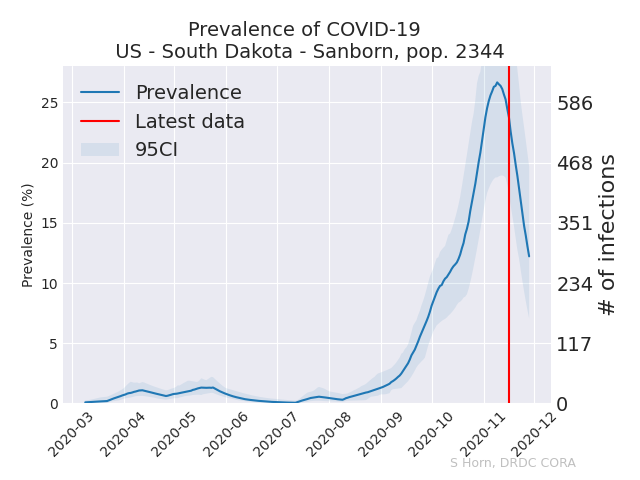 Prevalence of COVID-19
US - South Dakota - Sanborn, pop. 2344
Prevalence
Latest data
95CI
Prevalence (%)
25
20
15
10
5
0
586
468
351
234
117
0
# of infections
2020-03
2020-04
2020-05
2020-06
2020-07
2020-08
2020-09
2020-10
2020-11
2020-12
S Horn, DRDC CORA